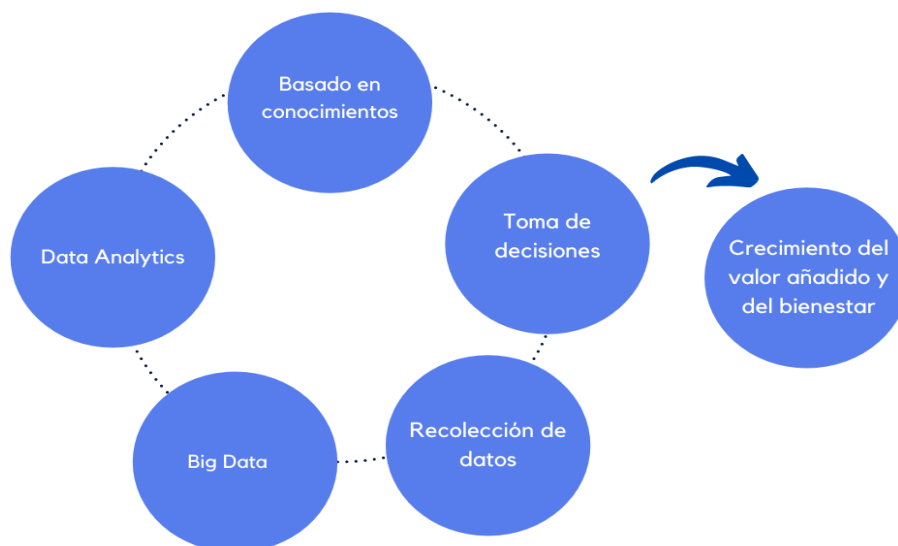 Basado en
conocimientos
Toma de
decisiones
Crecimiento del
valor añadido y
del bienestar
Data Analytics
Recolección de
datos
Big Data